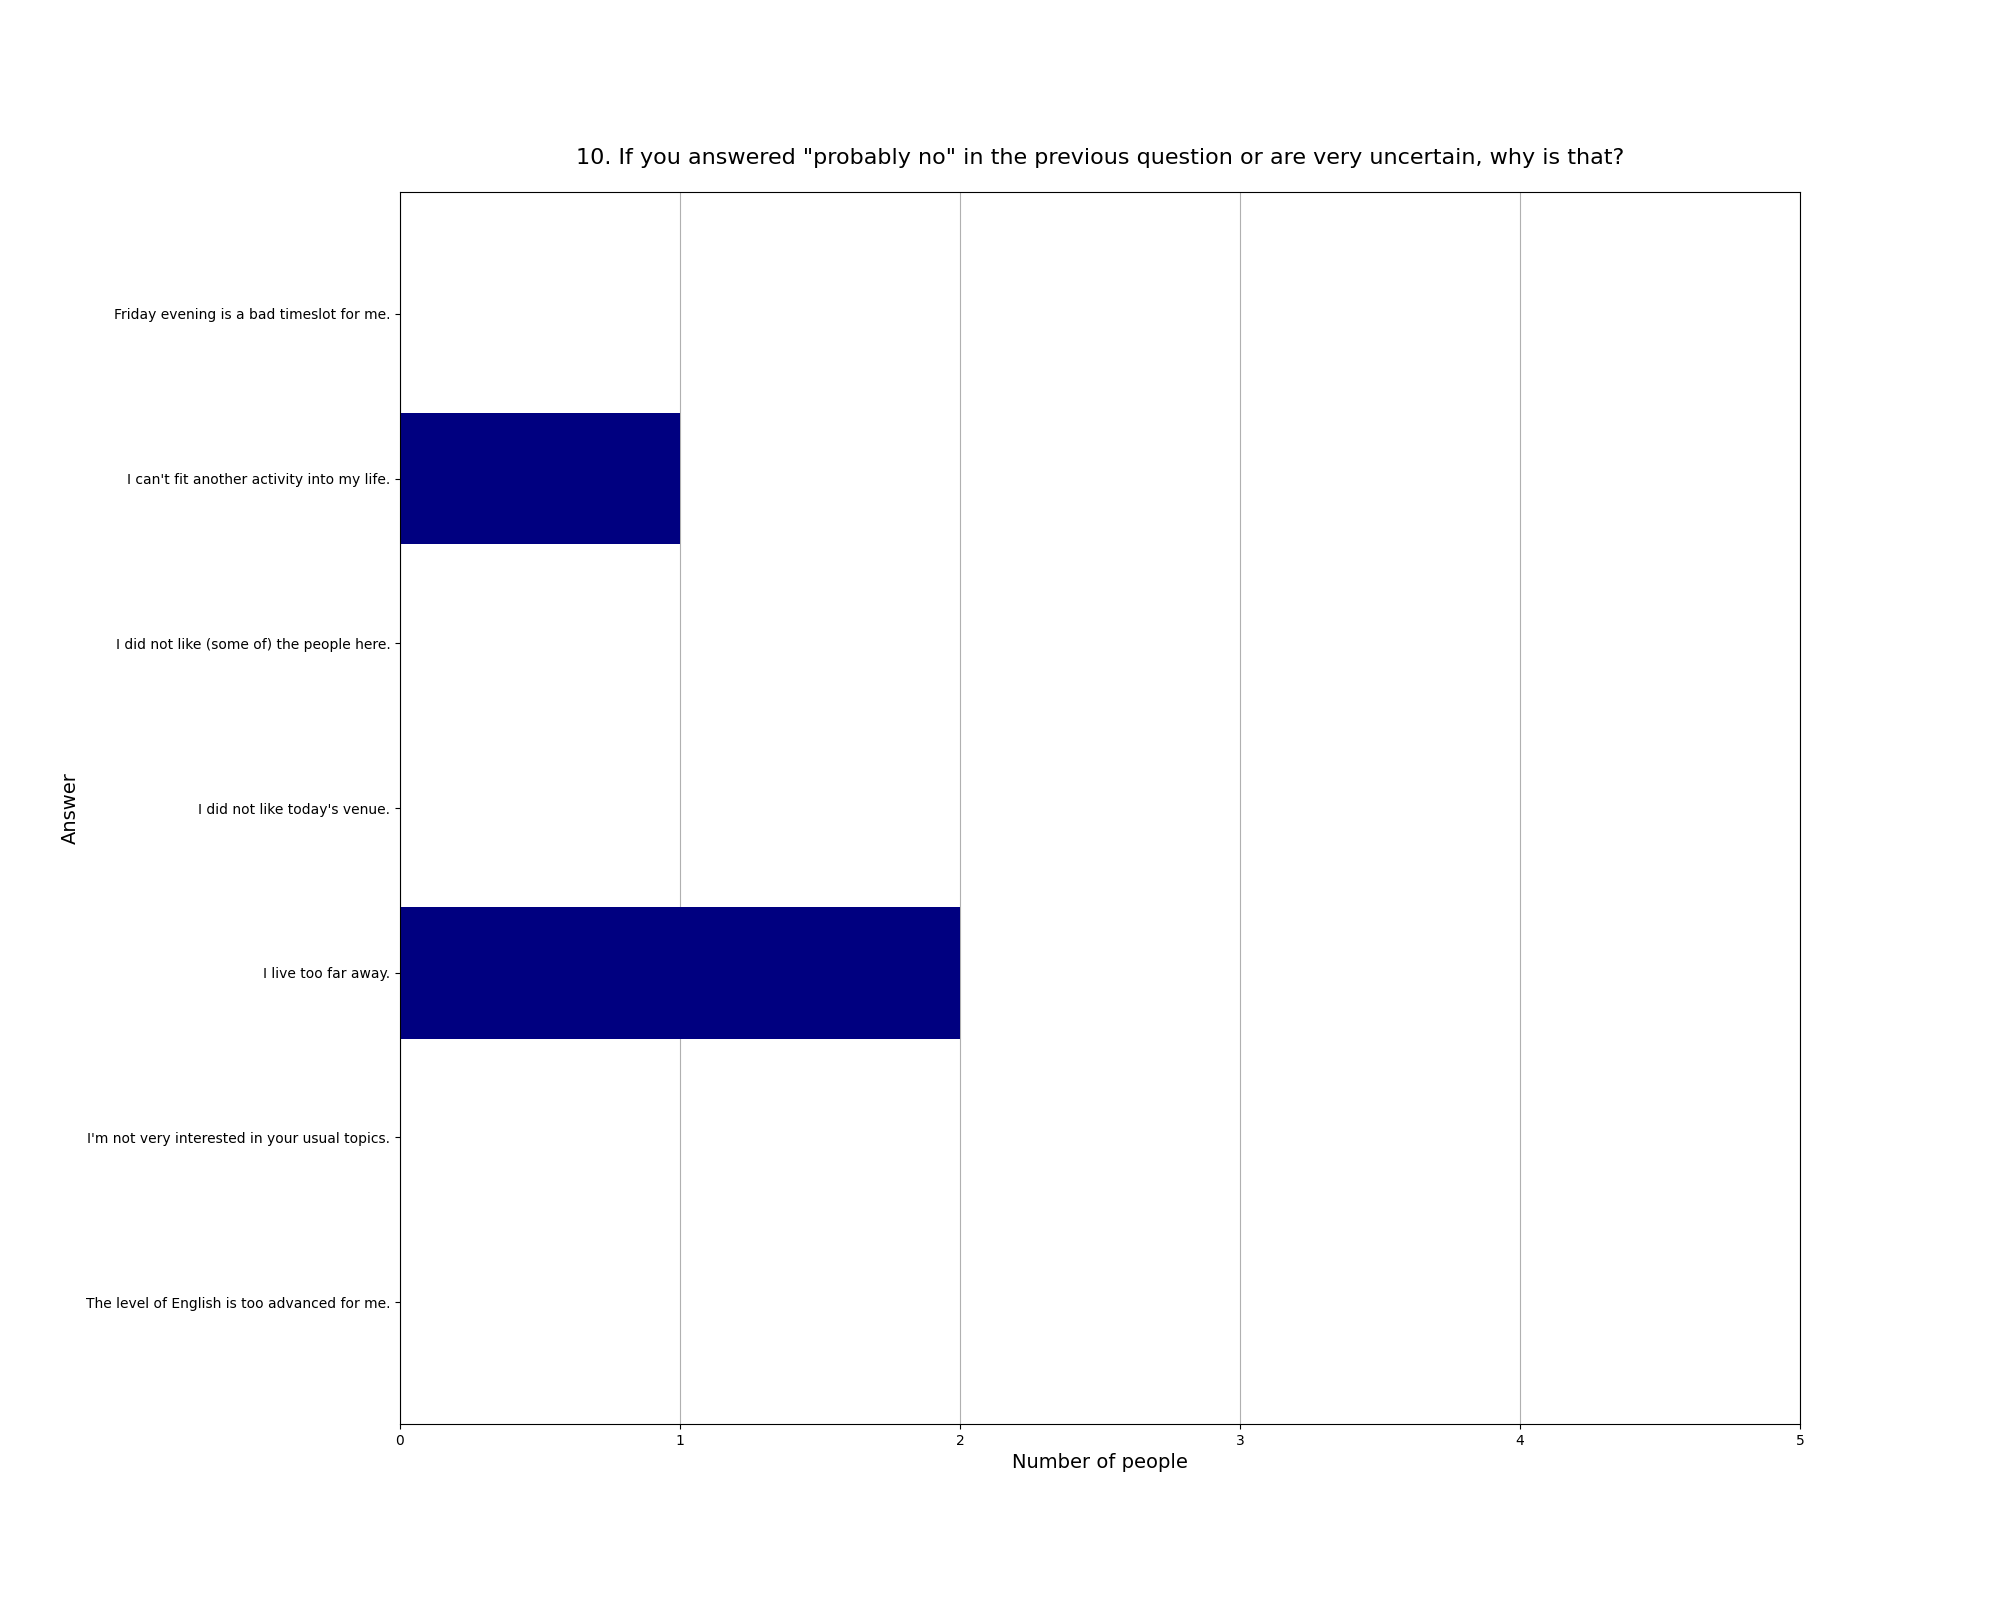 10. If you answered "probably no" in the previous question or are very uncertain, why is that?
Friday evening is a bad timeslot for me.
I can't fit another activity into my life.
I did not like (some of) the people here.
I did not like today's venue.
I live too far away.
I'm not very interested in your usual topics.
The level of English is too advanced for me.
Answer
0 1 2 3 4 5
Number of people